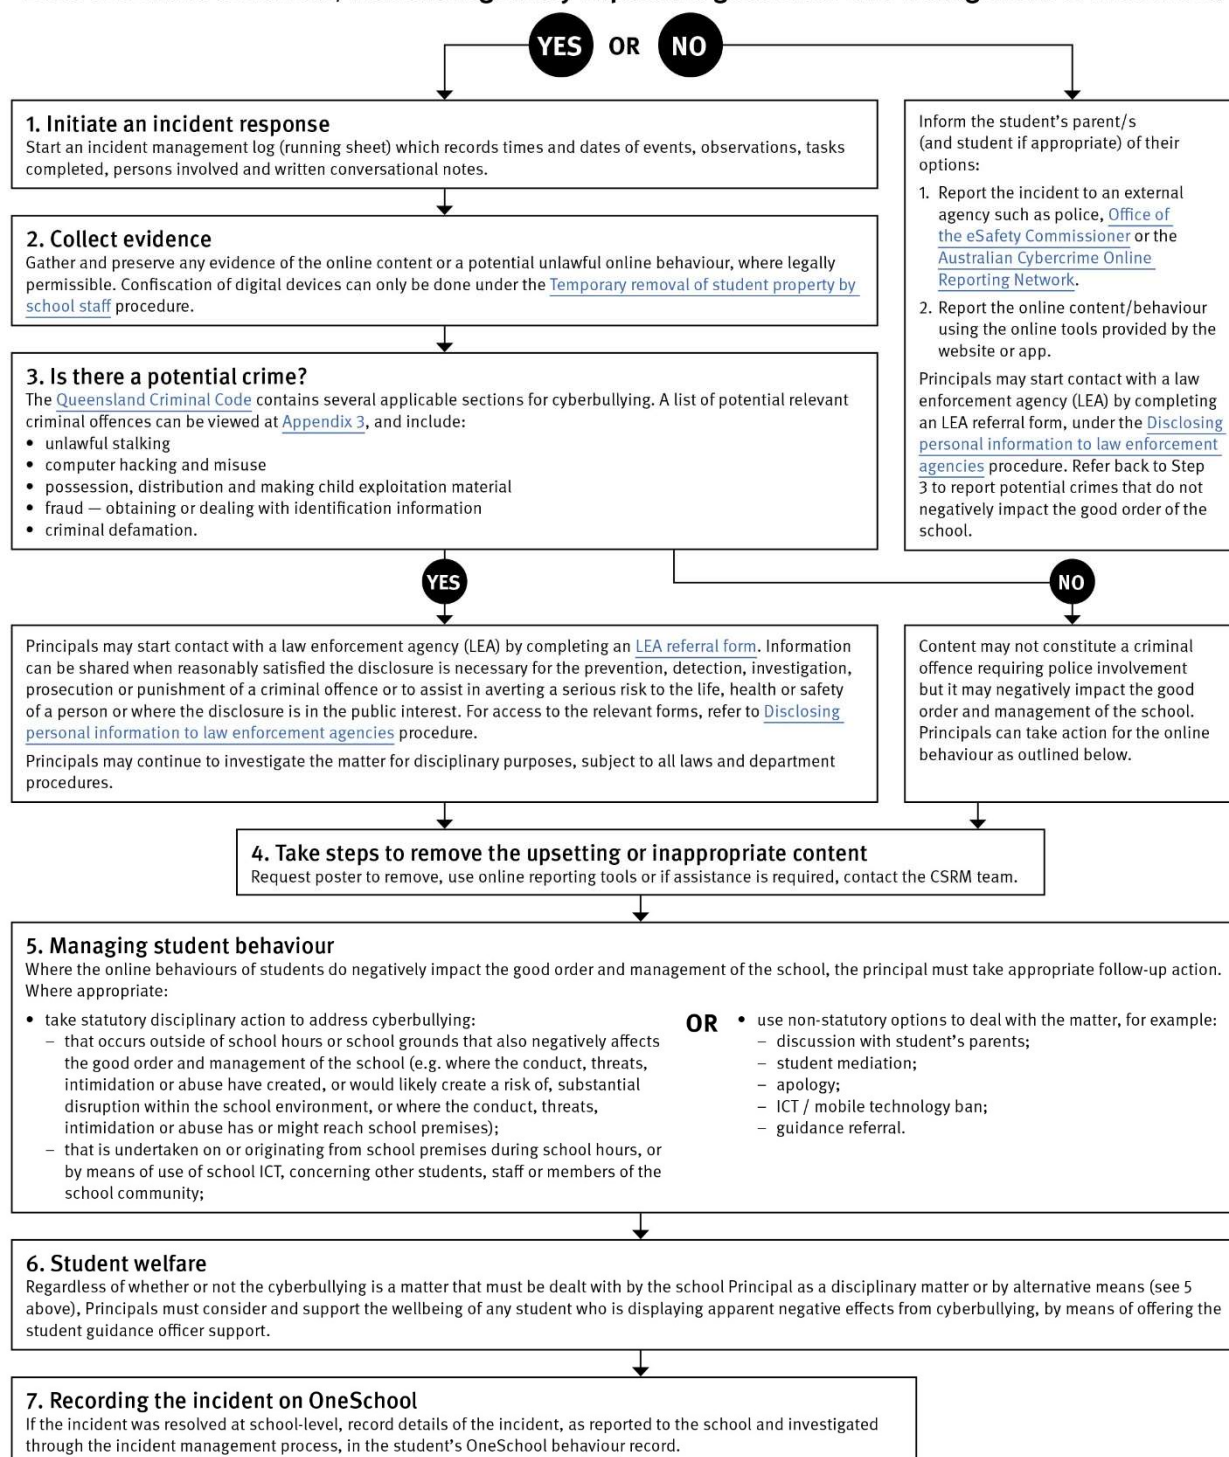 YES OR NO
1. Initiate an incident response
Start an incident management log (running sheet) which records times and dates of events, observations, tasks
completed, persons involved and written conversational notes.
2. Collect evidence
Gather and preserve any evidence of the online content or a potential unlawful online behaviour, where legally
permissible. Confiscation of digital devices can only be done under the Temporary removal of student property by
school staff procedure.
3. Is there a potential crime?
The Queensland Criminal Code contains several applicable sections for cyberbullying. A list of potential relevant
criminal offences can be viewed at Appendix 3, and include:
• unlawful stalking
• computer hacking and misuse
• possession, distribution and making child exploitation material
• fraud — obtaining or dealing with identification information
• criminal defamation.
Inform the student's parent/s
(and student if appropriate) of their
options:
1. Report the incident to an external
agency such as police, Office of
the eSafety Commissioner or the
Australian Cybercrime Online
Reporting Network.
2. Report the online content/behaviour
using the online tools provided by the
website or app.
Principals may start contact with a law
enforcement agency (LEA) by completing
an LEA referral form, under the Disclosing
personal information to law enforcement
agencies procedure. Refer back to Step
3 to report potential crimes that do not
negatively impact the good order of the
school.
YES
NO
Principals may start contact with a law enforcement agency (LEA) by completing an LEA referral form. Information
can be shared when reasonably satisfied the disclosure is necessary for the prevention, detection, investigation,
prosecution or punishment of a criminal offence or to assist in averting a serious risk to the life, health or safety
of a person or where the disclosure is in the public interest. For access to the relevant forms, refer to Disclosing
personal information to law enforcement agencies procedure.
Principals may continue to investigate the matter for disciplinary purposes, subject to all laws and department
procedures.
Content may not constitute a criminal
offence requiring police involvement
but it may negatively impact the good
order and management of the school.
Principals can take action for the online
behaviour as outlined below.
4. Take steps to remove the upsetting or inappropriate content
Request poster to remove, use online reporting tools or if assistance is required, contact the CSRM team.
5. Managing student behaviour
Where the online behaviours of students do negatively impact the good order and management of the school, the principal must take appropriate follow-up action.
Where appropriate:
• take statutory disciplinary action to address cyberbullying:
– that occurs outside of school hours or school grounds that also negatively affects
the good order and management of the school (e.g. where the conduct, threats,
intimidation or abuse have created, or would likely create a risk of, substantial
disruption within the school environment, or where the conduct, threats,
intimidation or abuse has or might reach school premises);
– that is undertaken on or originating from school premises during school hours, or
by means of use of school ICT, concerning other students, staff or members of the
school community;
OR
• use non-statutory options to deal with the matter, for example:
– discussion with student's parents;
– student mediation;
– apology;
– ICT / mobile technology ban;
– guidance referral.
6. Student welfare
Regardless of whether or not the cyberbullying is a matter that must be dealt with by the school Principal as a disciplinary matter or by alternative means (see 5
above), Principals must consider and support the wellbeing of any student who is displaying apparent negative effects from cyberbullying, by means of offering the
student guidance officer support.
7. Recording the incident on OneSchool
If the incident was resolved at school-level, record details of the incident, as reported to the school and investigated
through the incident management process, in the student's OneSchool behaviour record.